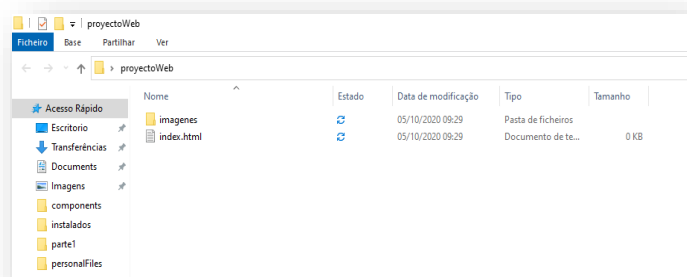 proyectoWeb
Ficheiro Base Partilhar Ver
proyectoWeb
Nome Estado Data de modificação Tipo Tamanho
Acesso Rápido
imagenes 05/10/2020 09:29 Pasta de ficheiros
Escritorio
index.html 05/10/2020 09:29 Documento de te... 0 KB
Transferências
Documents
Imagens
components
instalados
parte1
personalFiles